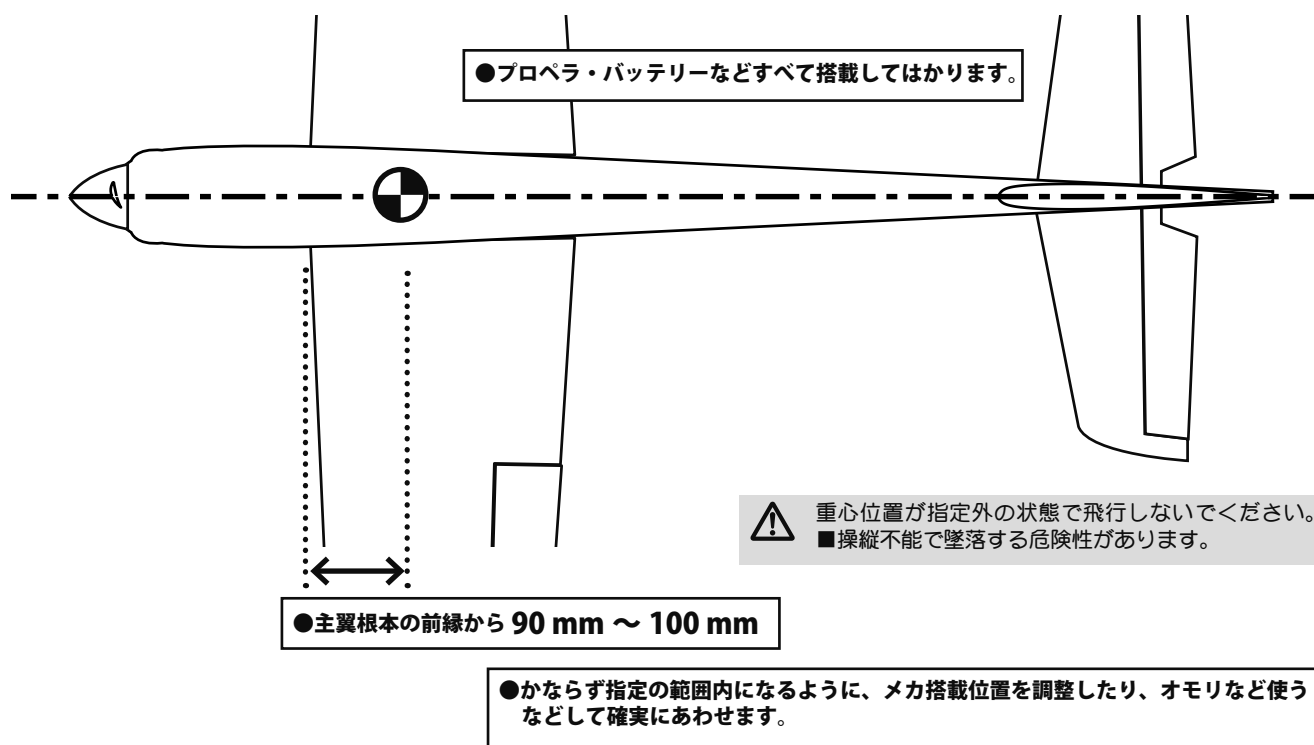 ●プロペラ・バッテリーなどすべて搭載してはかります。
重心位置が指定外の状態で飛行しないでください。
■操縦不能で墜落する危険性があります。
●主翼根本の前縁から 90 mm ～ 100 mm
●かならず指定の範囲内になるように、メカ搭載位置を調整したり、オモリなど使う
などして確実にあわせます。